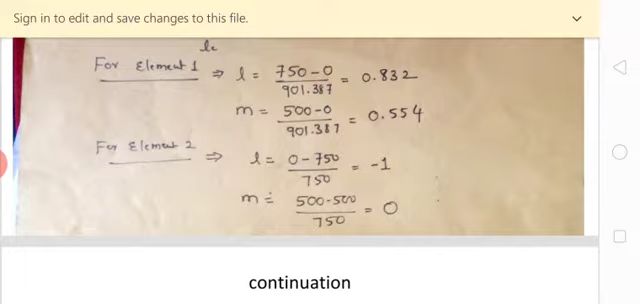 Sign in to edit and save changes to this file.
le
For Element 1 ⇒ l = 750-0 / 901.387 = 0.832
m = 500-0 / 901.387 = 0.554
For Element 2 ⇒ l = 0-750 / 750 = -1
m = 500-500 / 750 = 0
continuation